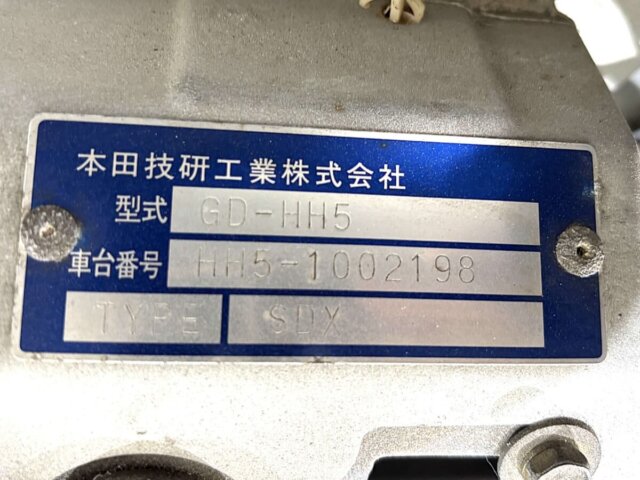 本田技研工業株式会社
型式 GD-HH5
車台番号 HH5-1002198
TYPE SDX